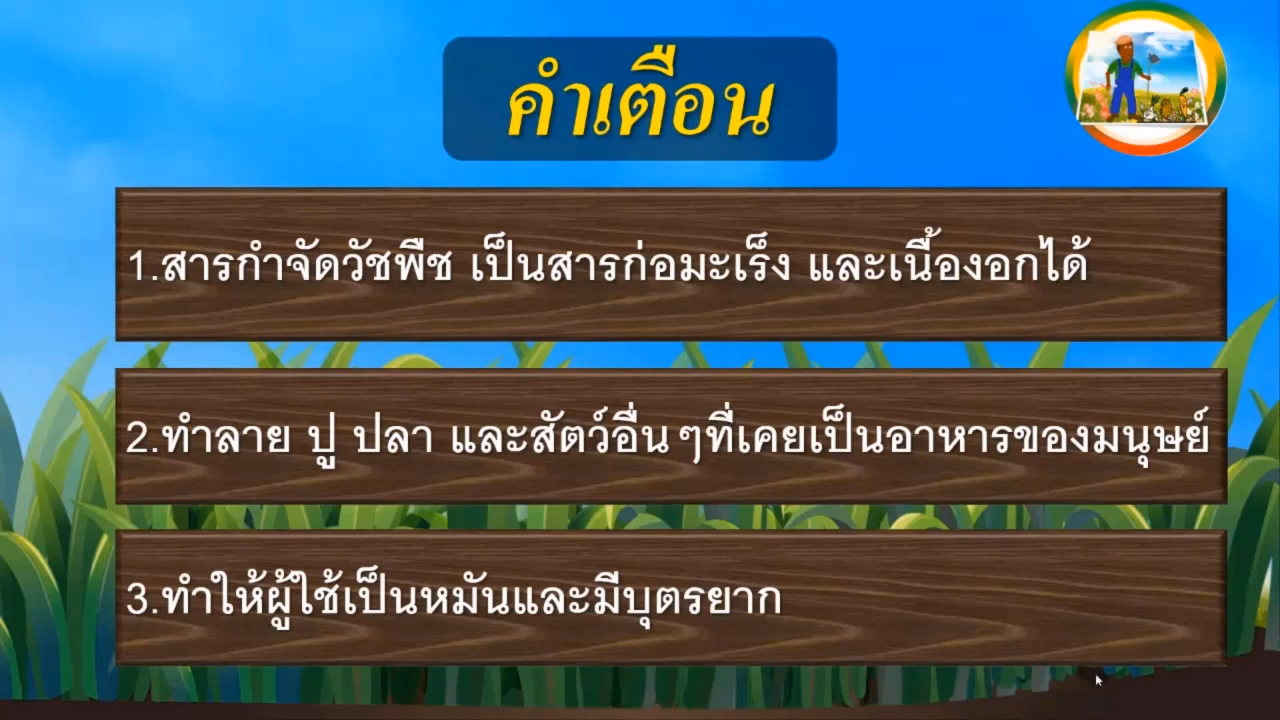 คำเตือน
1.สารกำจัดวัชพืช เป็นสารก่อมะเร็ง และเนื้องอกได้
2.ทำลาย ปู ปลา และสัตว์อื่นๆที่เคยเป็นอาหารของมนุษย์
3.ทำให้ผู้ใช้เป็นหมันและมีบุตรยาก